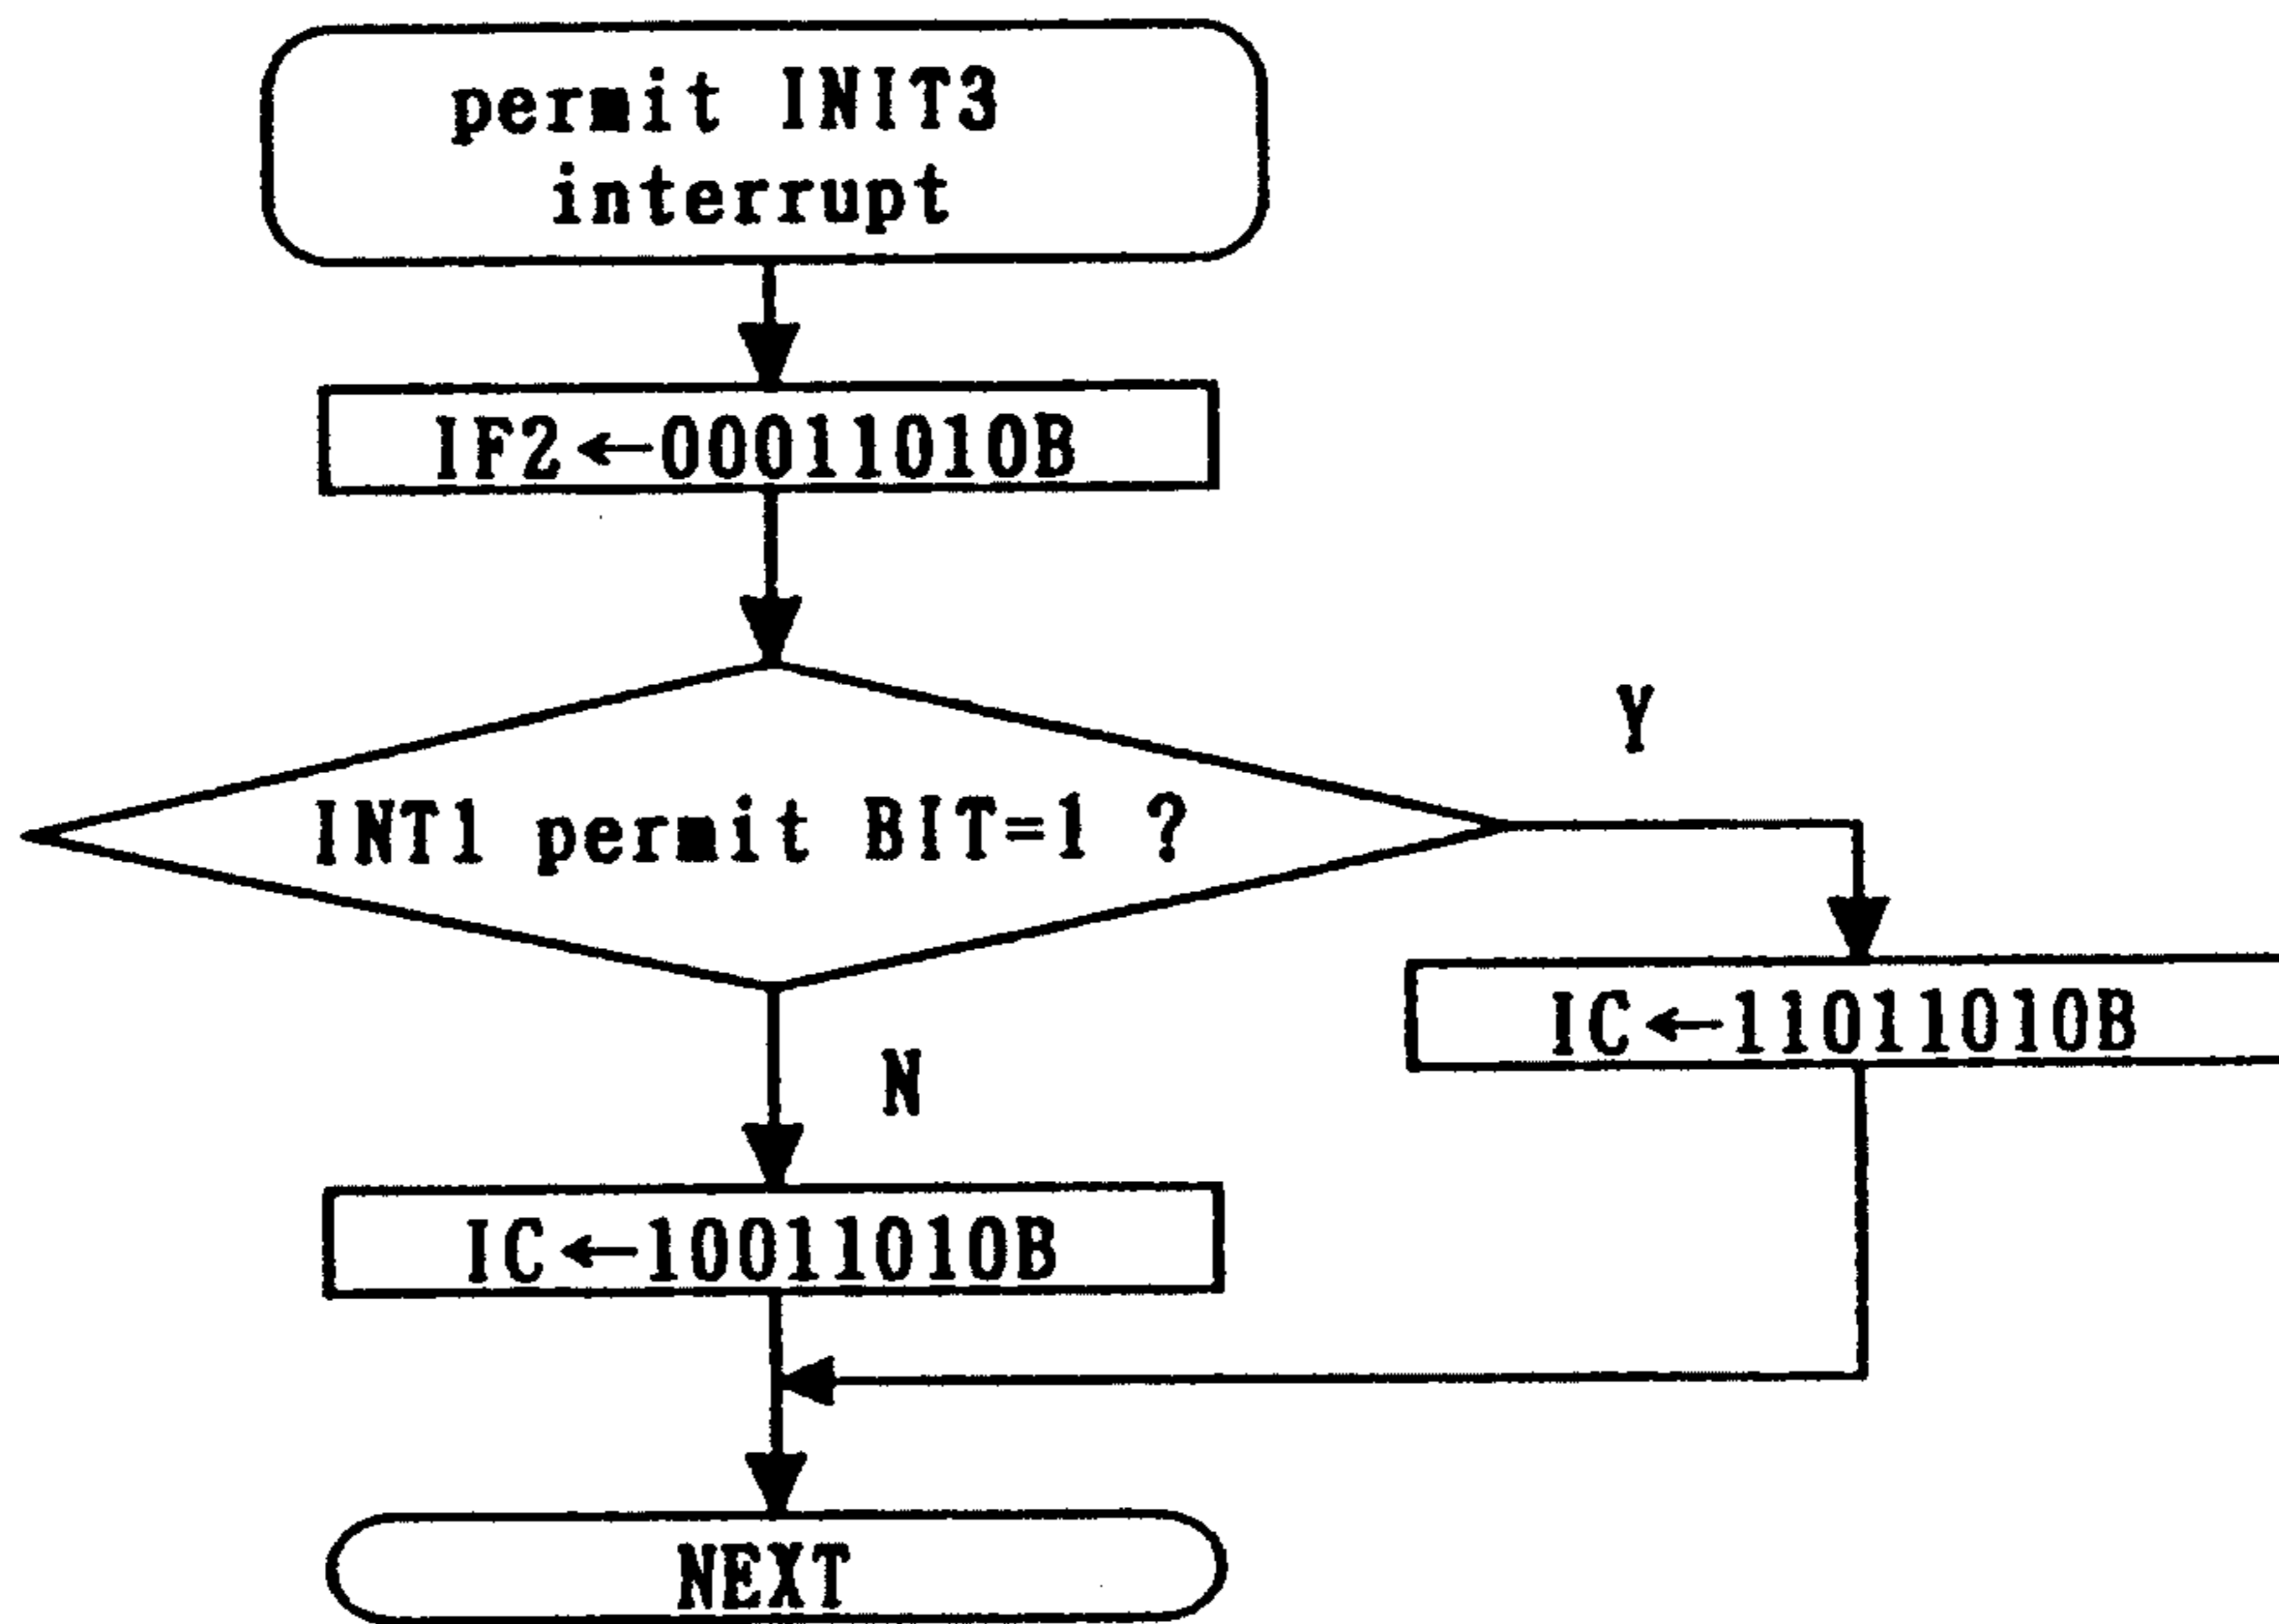 permit INIT3
interrupt
IF2←00011010B
INT1 permit BIT=1 ?
Y
IC←11011010B
N
IC←10011010B
NEXT